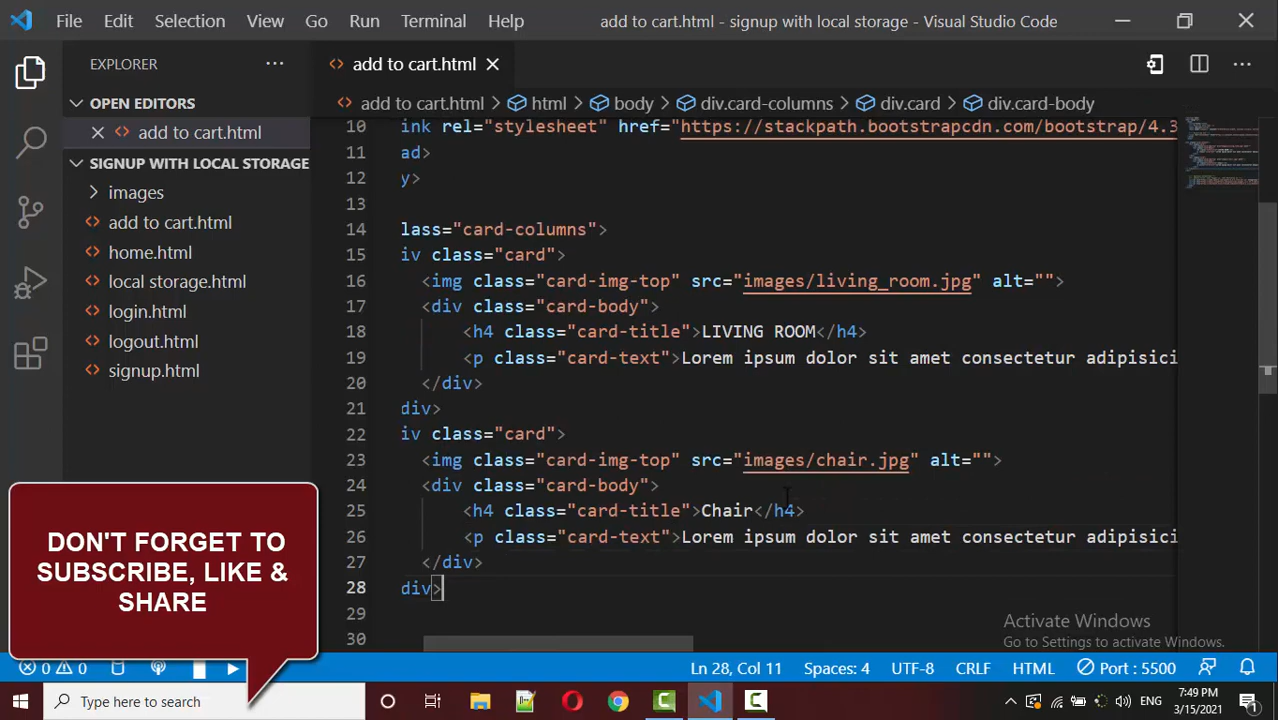 File Edit Selection View Go Run Terminal Help add to cart.html - signup with local storage - Visual Studio Code
EXPLORER
add to cart.html
OPEN EDITORS
add to cart.html > html > body > div.card-columns > div.card > div.card-body
add to cart.html
SIGNUP WITH LOCAL STORAGE
images
add to cart.html
home.html
local storage.html
login.html
logout.html
signup.html
10 ink rel="stylesheet" href="https://stackpath.bootstrapcdn.com/bootstrap/4.3
11 ad>
12 y>
13
14 lass="card-columns">
15 iv class="card">
16 <img class="card-img-top" src="images/living_room.jpg" alt="">
17 <div class="card-body">
18 <h4 class="card-title">LIVING ROOM</h4>
19 <p class="card-text">Lorem ipsum dolor sit amet consectetur adipisici
20 </div>
21 div>
22 iv class="card">
23 <img class="card-img-top" src="images/chair.jpg" alt="">
24 <div class="card-body">
25 <h4 class="card-title">Chair</h4>
26 <p class="card-text">Lorem ipsum dolor sit amet consectetur adipisici
27 </div>
28 div>
29
30
DON'T FORGET TO
SUBSCRIBE, LIKE &
SHARE
Activate Windows
Go to Settings to activate Windows.
0 0 Ln 28, Col 11 Spaces: 4 UTF-8 CRLF HTML Port : 5500
Type here to search ENG 7:49 PM
3/15/2021 1